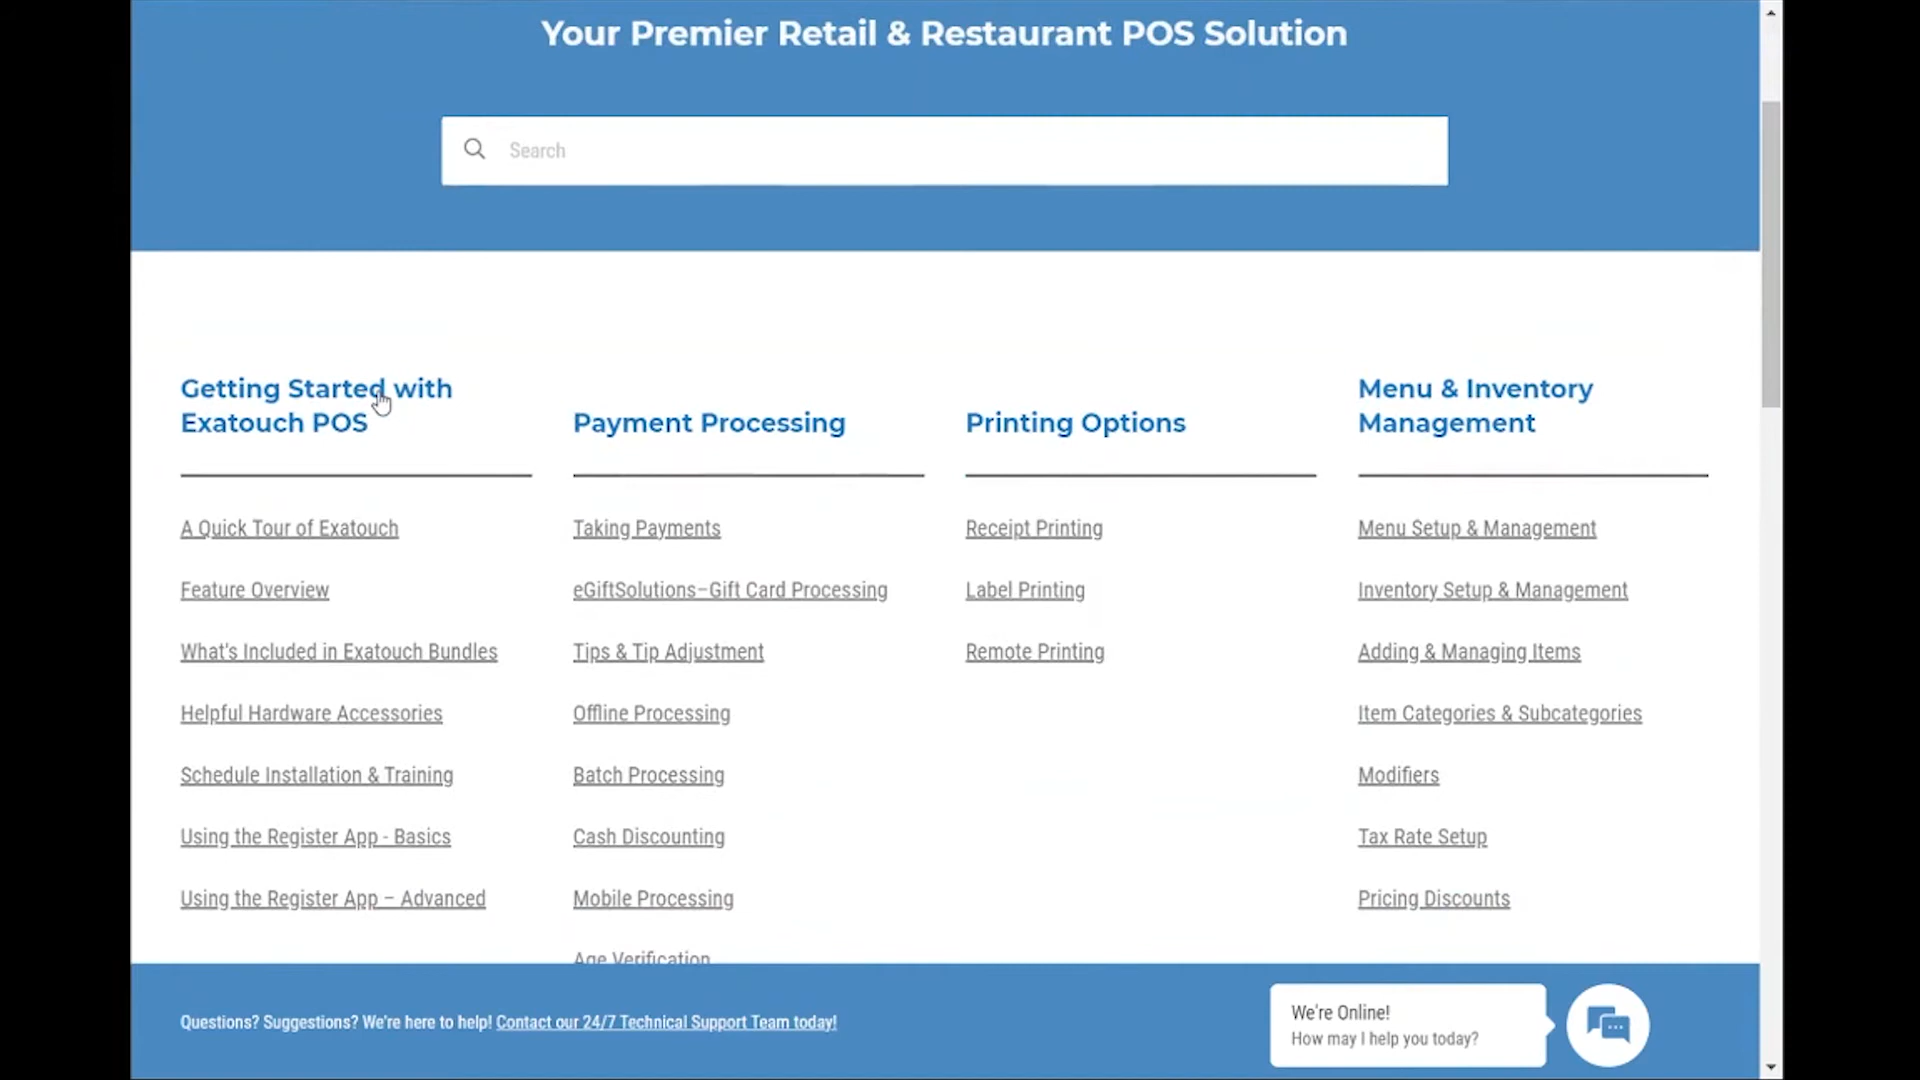 Your Premier Retail & Restaurant POS Solution
Search
Getting Started with
Exatouch POS
A Quick Tour of Exatouch
Feature Overview
What's Included in Exatouch Bundles
Helpful Hardware Accessories
Schedule Installation & Training
Using the Register App - Basics
Using the Register App – Advanced
Payment Processing
Taking Payments
eGiftSolutions–Gift Card Processing
Tips & Tip Adjustment
Offline Processing
Batch Processing
Cash Discounting
Mobile Processing
Age Verification
Printing Options
Receipt Printing
Label Printing
Remote Printing
Menu & Inventory
Management
Menu Setup & Management
Inventory Setup & Management
Adding & Managing Items
Item Categories & Subcategories
Modifiers
Tax Rate Setup
Pricing Discounts
Questions? Suggestions? We're here to help! Contact our 24/7 Technical Support Team today!
We're Online!
How may I help you today?